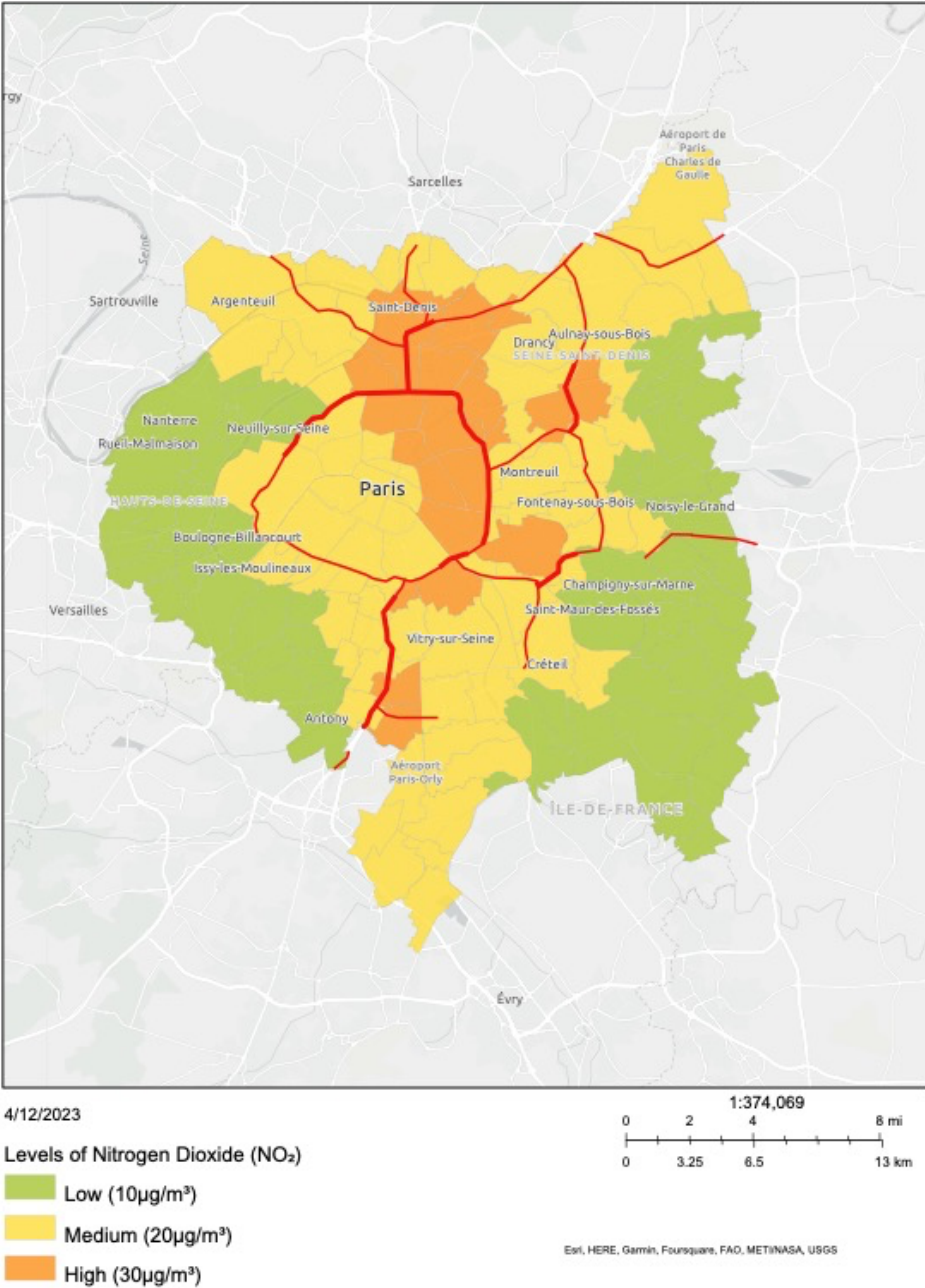 rgy
Aéroport de
Paris
Charles de
Gaulle
Sarcelles
Seine
Sartrouville
Argenteuil
Saint-Denis
Aulnay-sous-Bois
Drancy
SEINE-SAINT-DENIS
Nanterre
Neuilly-sur-Seine
Rueil-Malmaison
Montreuil
Paris
HAUTS-DE-SEINE
Fontenay-sous-Bois
Noisy-le-Grand
Boulogne-Billancourt
Issy-les-Moulineaux
Champigny-sur-Marne
Versailles
Saint-Maur-des-Fossés
Vitry-sur-Seine
Créteil
Antony
Aéroport
Paris-Orly
ÎLE-DE-FRANCE
Évry
4/12/2023
1:374,069
0 2 4 8 mi
0 3.25 6.5 13 km
Levels of Nitrogen Dioxide (NO₂)
Low (10µg/m³)
Medium (20µg/m³)
High (30µg/m³)
Esri, HERE, Garmin, Foursquare, FAO, METI/NASA, USGS